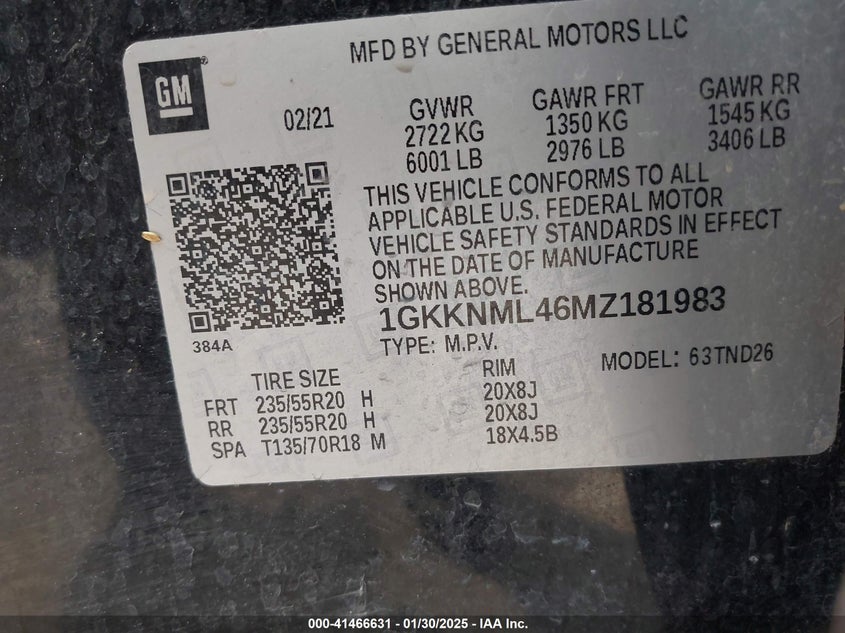 MFD BY GENERAL MOTORS LLC
GM
02/21
GVWR
2722 KG
6001 LB
GAWR FRT
1350 KG
2976 LB
GAWR RR
1545 KG
3406 LB
THIS VEHICLE CONFORMS TO ALL
APPLICABLE U.S. FEDERAL MOTOR
VEHICLE SAFETY STANDARDS IN EFFECT
ON THE DATE OF MANUFACTURE
SHOWN ABOVE.
384A
1GKKNML46MZ181983
TYPE: M.P.V.
MODEL: 63TND26
TIRE SIZE RIM
FRT 235/55R20 H 20X8J
RR 235/55R20 H 20X8J
SPA T135/70R18 M 18X4.5B
000-41466631 - 01/30/2025 - IAA Inc.